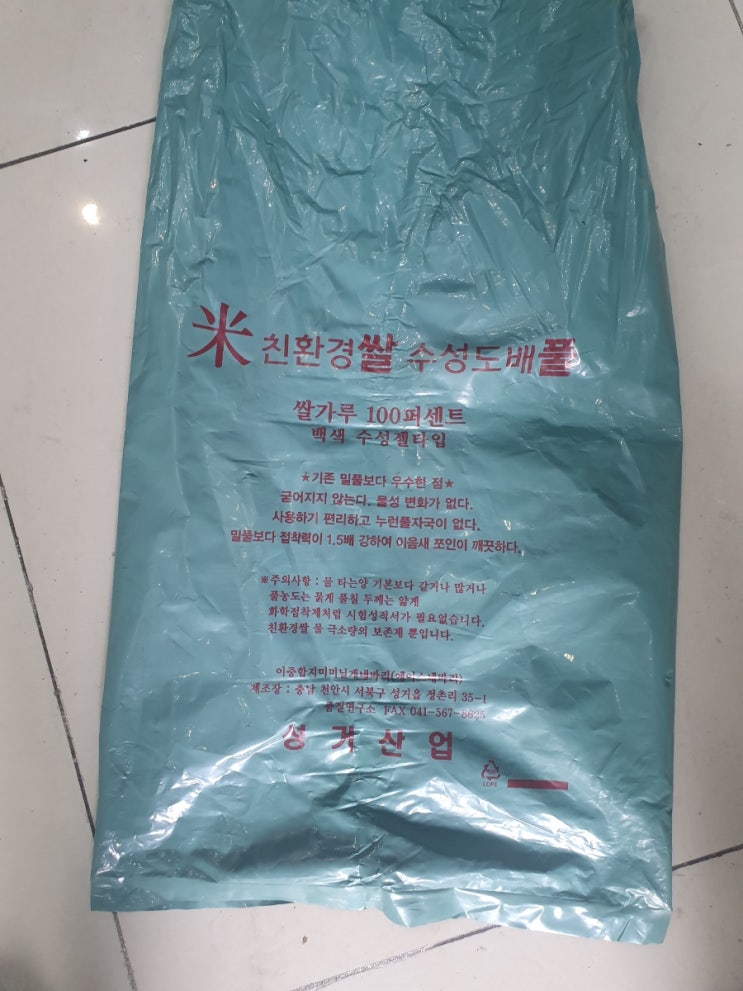 米 친환경쌀 수성도배풀
쌀가루 100퍼센트
백색 수성젤타입
★기존 밀풀보다 우수한 점★
굳어지지 않는다. 물성 변화가 없다.
사용하기 편리하고 누런풀자국이 없다.
밀풀보다 접착력이 1.5배 강하여 이음새 쪼인이 깨끗하다.
※주의사항 : 물 타는양 기본보다 같거나 많거나
풀농도는 묽게 풀칠 두께는 얇게
화학접착제처럼 시험성적서가 필요없습니다.
친환경쌀 물 극소량의 보존제 뿐입니다.
제조장 : 충남 천안시 서북구 성거읍 정촌리 35-1
품질연구소 FAX 041-567-8625
성거산업
LDPE